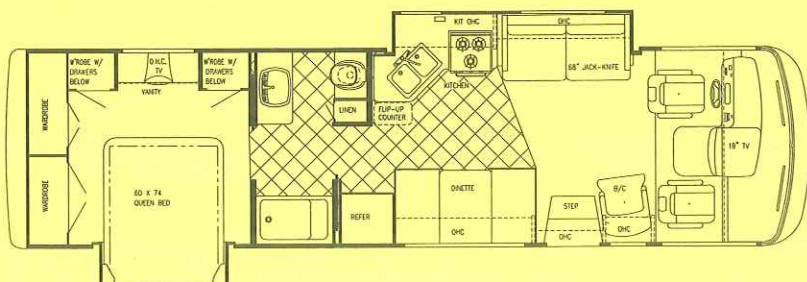 W'ROBE W/
DRAWERS
BELOW
O.H.C.
TV
W'ROBE W/
DRAWERS
BELOW
VANITY
WARDROBE
WARDROBE
60 X 74
QUEEN BED
LINEN
REFER
KIT OHC
KITCHEN
FLIP-UP
COUNTER
OHC
68" JACK-KNIFE
DINETTE
OHC
STEP
OHC
B/C
OHC
19" TV